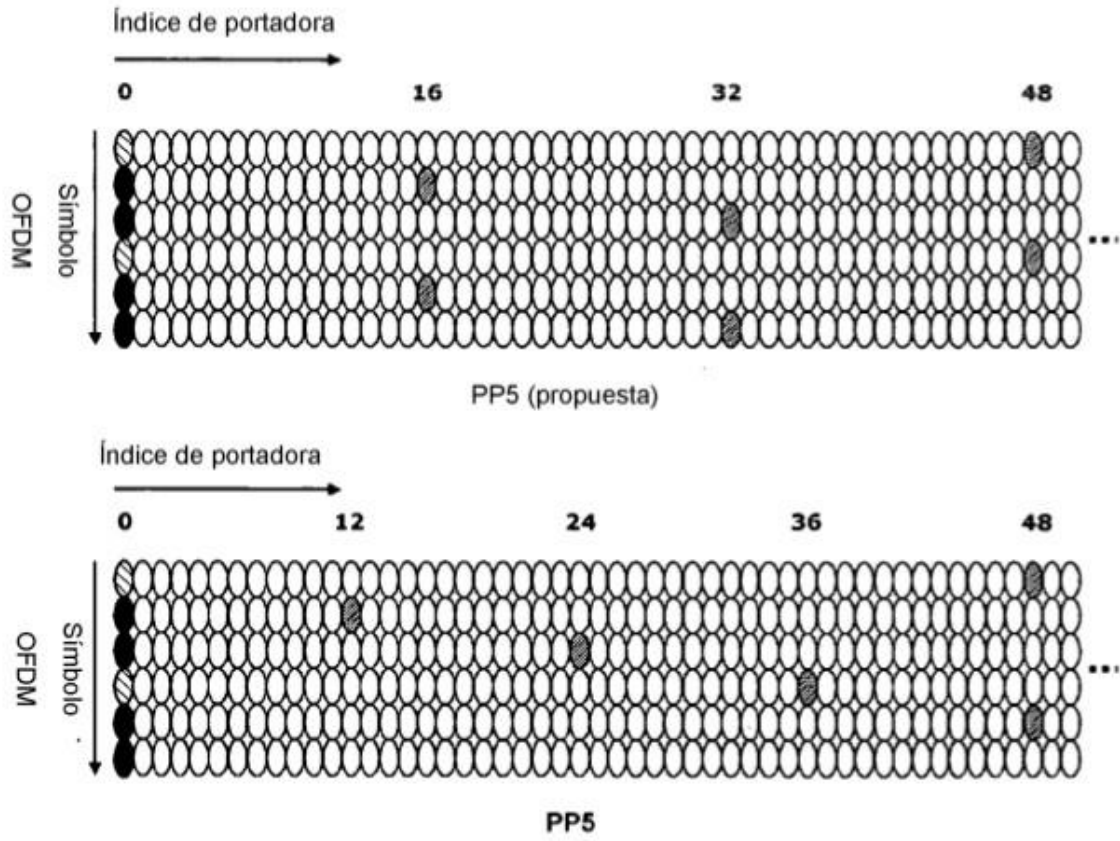 Índice de portadora
0 16 32 48
Símbolo
OFDM
PP5 (propuesta)
Índice de portadora
0 12 24 36 48
Símbolo
OFDM
PP5